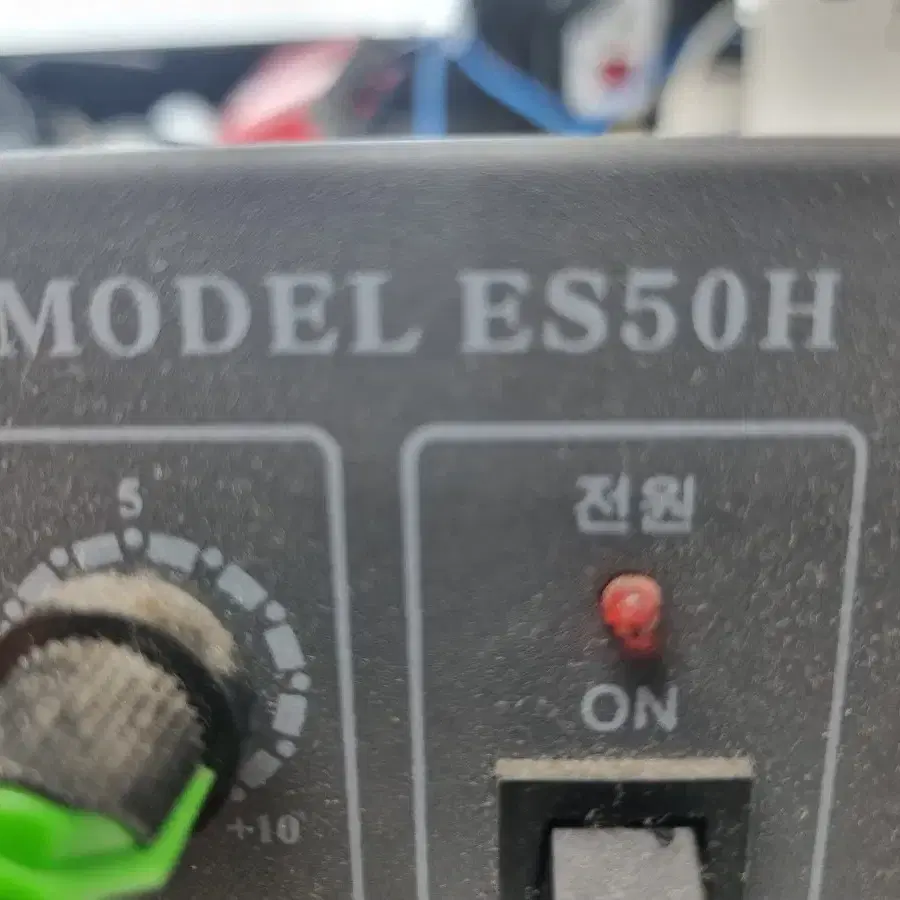 MODEL ES50H
5
전원
ON
+10